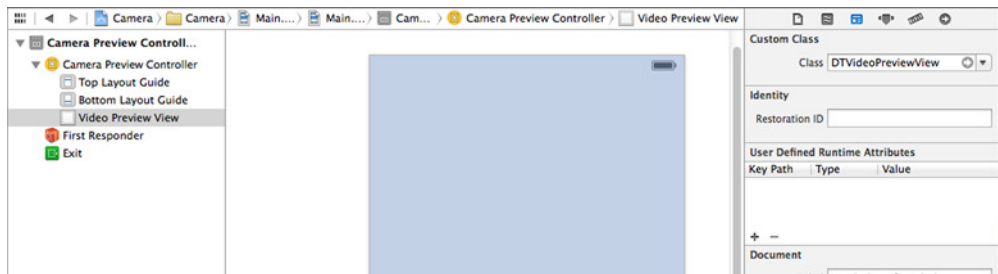 Camera Camera Main.... Main.... Cam... Camera Preview Controller Video Preview View
Camera Preview Controll...
Camera Preview Controller
Top Layout Guide
Bottom Layout Guide
Video Preview View
First Responder
Exit
Custom Class
Class DTVideoPreviewView
Identity
Restoration ID
User Defined Runtime Attributes
Key Path Type Value
+ −
Document